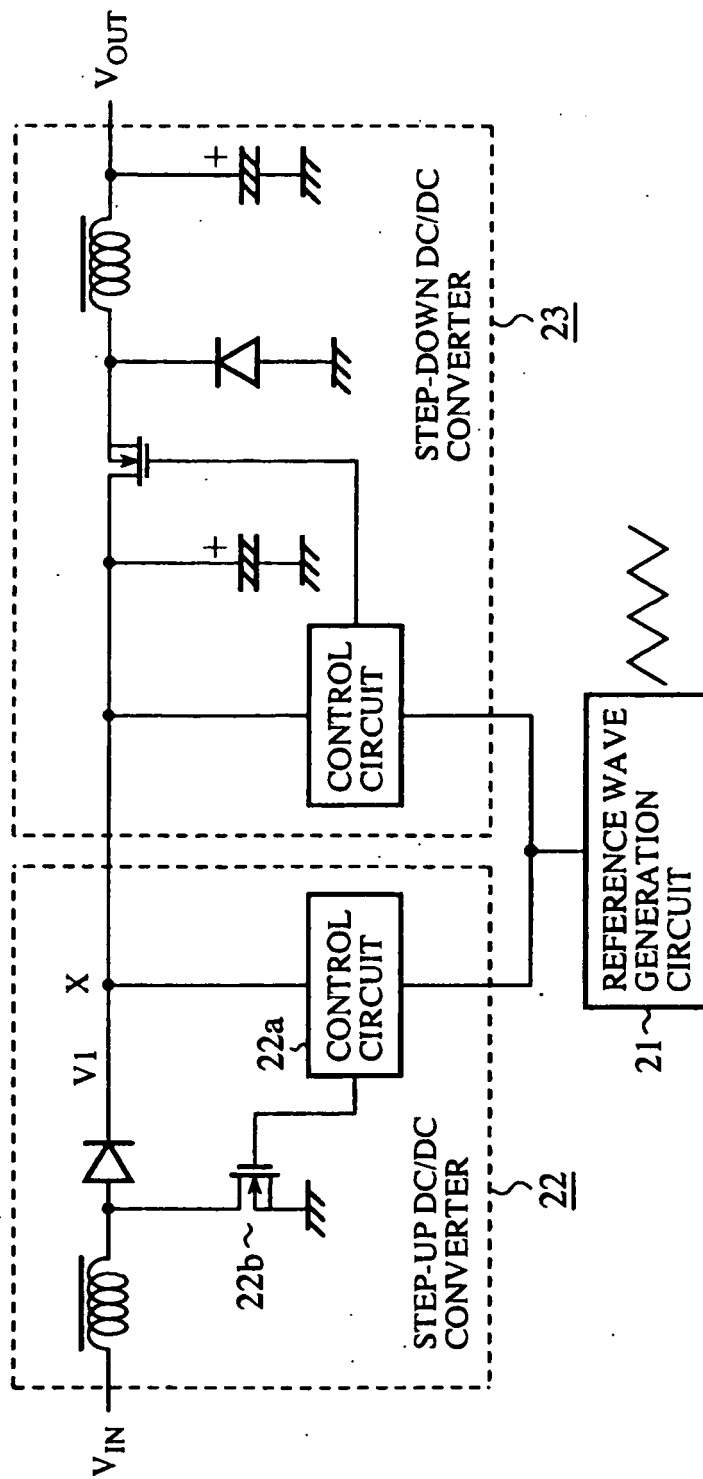 VIN
V1
X
VOUT
22b
22a
CONTROL
CIRCUIT
STEP-UP DC/DC
CONVERTER
22
+
+
CONTROL
CIRCUIT
STEP-DOWN DC/DC
CONVERTER
23
21
REFERENCE WAVE
GENERATION
CIRCUIT